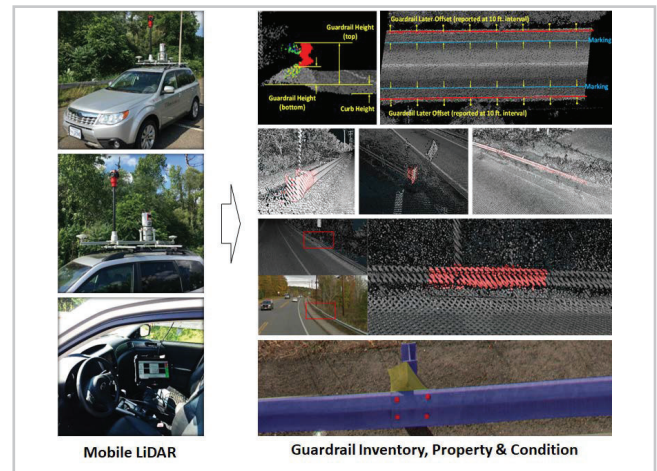 Guardrail Height
(top)
Guardrail Height
(bottom)
Curb Height
Guardrail Later Offset (reported at 10 ft. interval)
Marking
Marking
Guardrail Later Offset (reported at 10 ft. interval)
Mobile LiDAR
Guardrail Inventory, Property & Condition